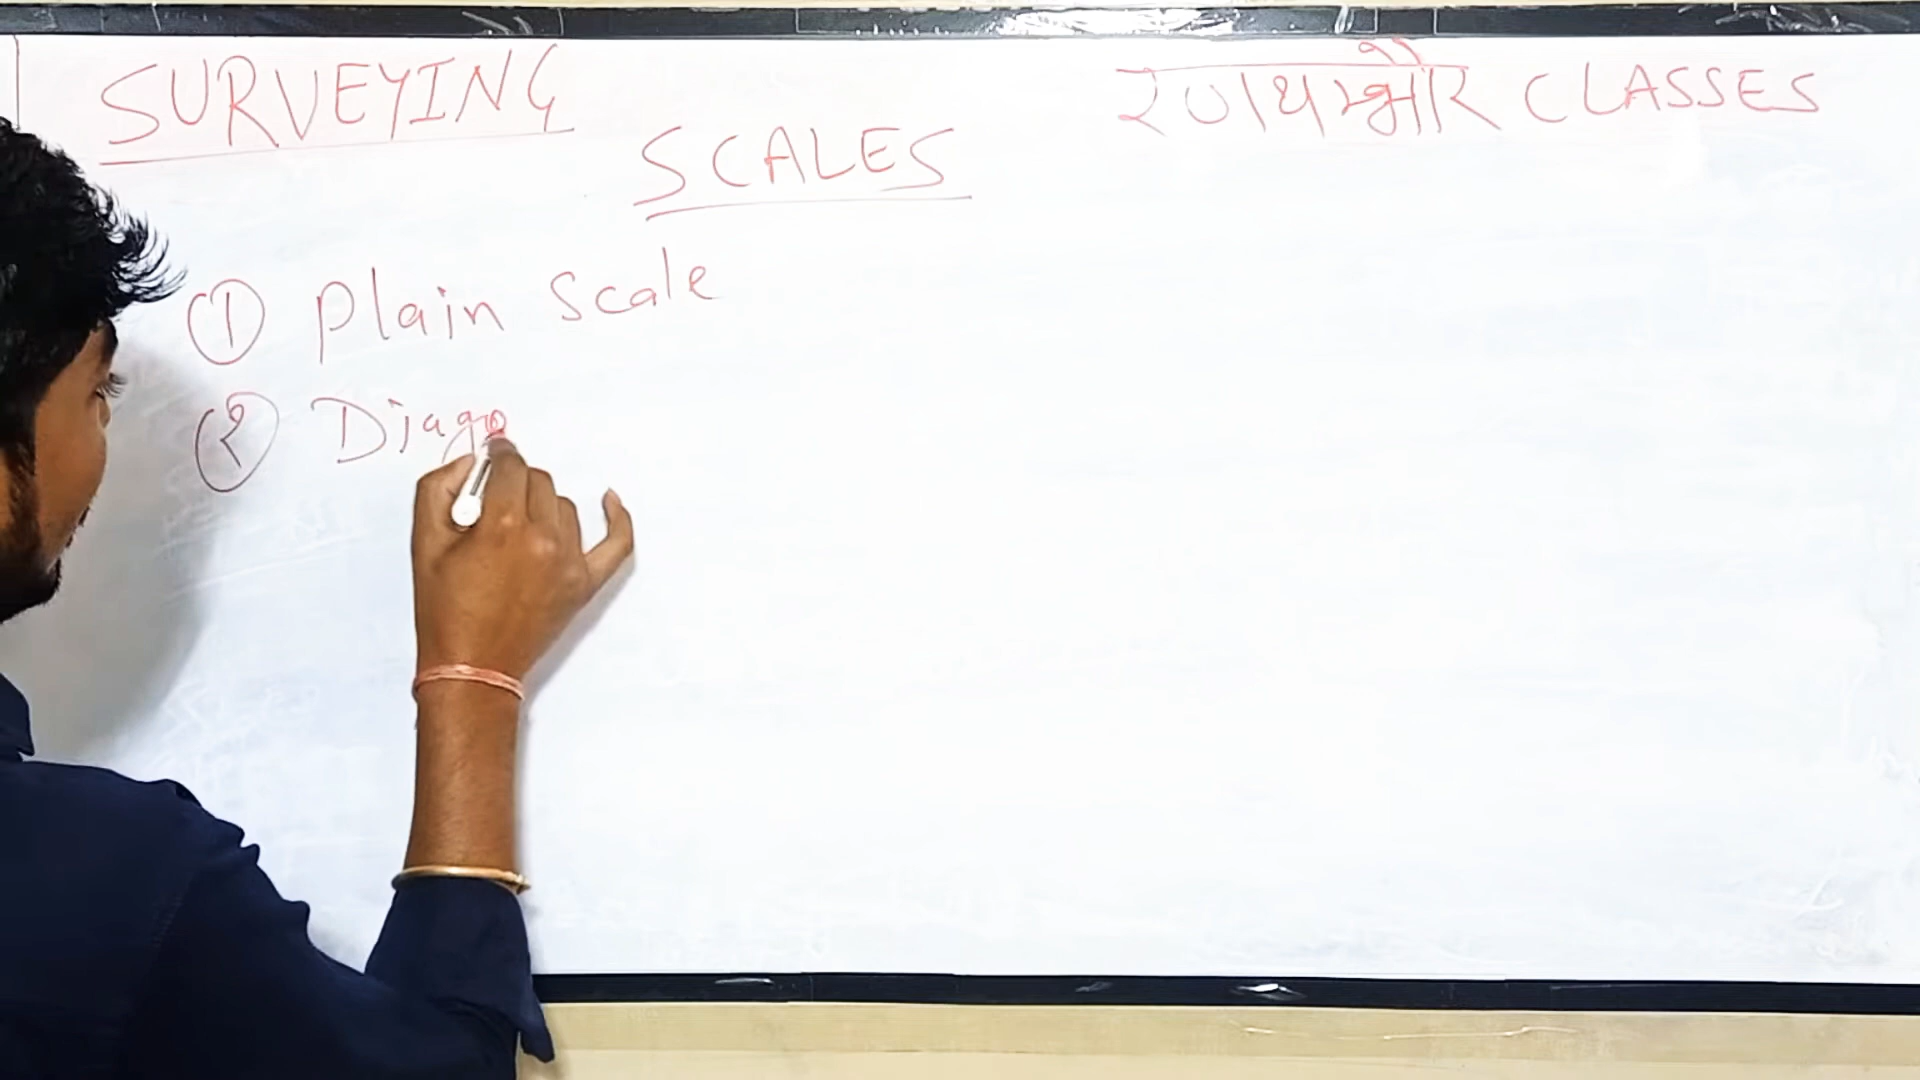 SURVEYING
रणथम्भौर CLASSES
SCALES
① Plain Scale
② Diago